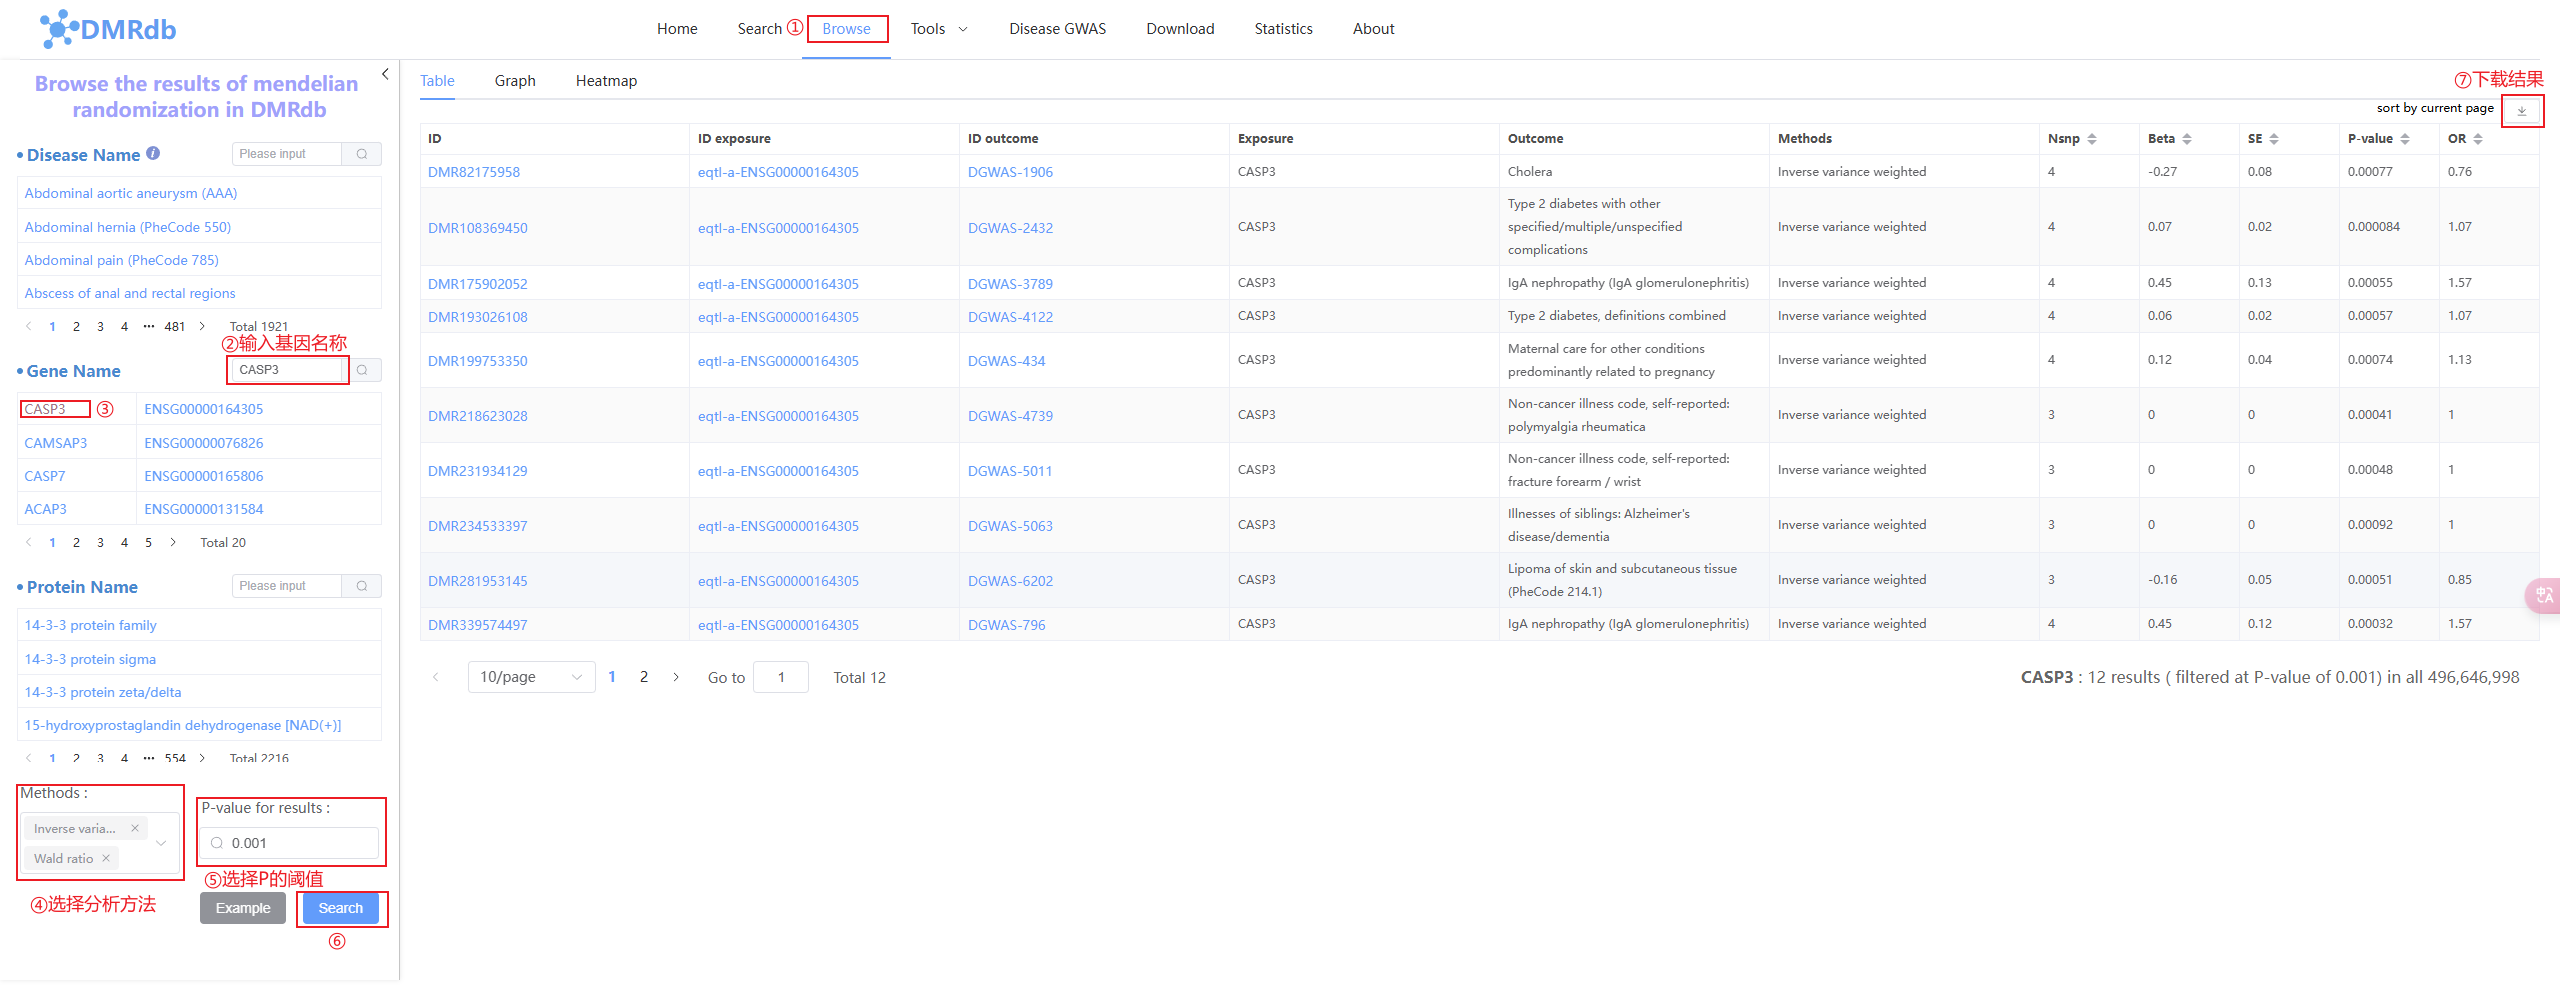 DMRdb
Home Search ① Browse Tools Disease GWAS Download Statistics About
Browse the results of mendelian
randomization in DMRdb
• Disease Name i Please input
Abdominal aortic aneurysm (AAA)
Abdominal hernia (PheCode 550)
Abdominal pain (PheCode 785)
Abscess of anal and rectal regions
1 2 3 4 ··· 481 Total 1921
②输入基因名称
• Gene Name CASP3
CASP3 ③ ENSG00000164305
CAMSAP3 ENSG00000076826
CASP7 ENSG00000165806
ACAP3 ENSG00000131584
1 2 3 4 5 Total 20
• Protein Name Please input
14-3-3 protein family
14-3-3 protein sigma
14-3-3 protein zeta/delta
15-hydroxyprostaglandin dehydrogenase [NAD(+)]
1 2 3 4 ··· 554 Total 2216
Methods :
Inverse varia... ×
Wald ratio ×
④选择分析方法
P-value for results :
0.001
⑤选择P的阈值
Example Search
⑥
Table Graph Heatmap
⑦下载结果
sort by current page
ID ID exposure ID outcome Exposure Outcome Methods Nsnp Beta SE P-value OR
DMR82175958 eqtl-a-ENSG00000164305 DGWAS-1906 CASP3 Cholera Inverse variance weighted 4 -0.27 0.08 0.00077 0.76
Type 2 diabetes with other
DMR108369450 eqtl-a-ENSG00000164305 DGWAS-2432 CASP3 specified/multiple/unspecified Inverse variance weighted 4 0.07 0.02 0.000084 1.07
complications
DMR175902052 eqtl-a-ENSG00000164305 DGWAS-3789 CASP3 IgA nephropathy (IgA glomerulonephritis) Inverse variance weighted 4 0.45 0.13 0.00055 1.57
DMR193026108 eqtl-a-ENSG00000164305 DGWAS-4122 CASP3 Type 2 diabetes, definitions combined Inverse variance weighted 4 0.06 0.02 0.00057 1.07
DMR199753350 eqtl-a-ENSG00000164305 DGWAS-434 CASP3 Maternal care for other conditions
predominantly related to pregnancy Inverse variance weighted 4 0.12 0.04 0.00074 1.13
DMR218623028 eqtl-a-ENSG00000164305 DGWAS-4739 CASP3 Non-cancer illness code, self-reported:
polymyalgia rheumatica Inverse variance weighted 3 0 0 0.00041 1
DMR231934129 eqtl-a-ENSG00000164305 DGWAS-5011 CASP3 Non-cancer illness code, self-reported:
fracture forearm / wrist Inverse variance weighted 3 0 0 0.00048 1
DMR234533397 eqtl-a-ENSG00000164305 DGWAS-5063 CASP3 Illnesses of siblings: Alzheimer's
disease/dementia Inverse variance weighted 3 0 0 0.00092 1
DMR281953145 eqtl-a-ENSG00000164305 DGWAS-6202 CASP3 Lipoma of skin and subcutaneous tissue
(PheCode 214.1) Inverse variance weighted 3 -0.16 0.05 0.00051 0.85
DMR339574497 eqtl-a-ENSG00000164305 DGWAS-796 CASP3 IgA nephropathy (IgA glomerulonephritis) Inverse variance weighted 4 0.45 0.12 0.00032 1.57
10/page 1 2 Go to 1 Total 12
CASP3 : 12 results ( filtered at P-value of 0.001) in all 496,646,998
中A